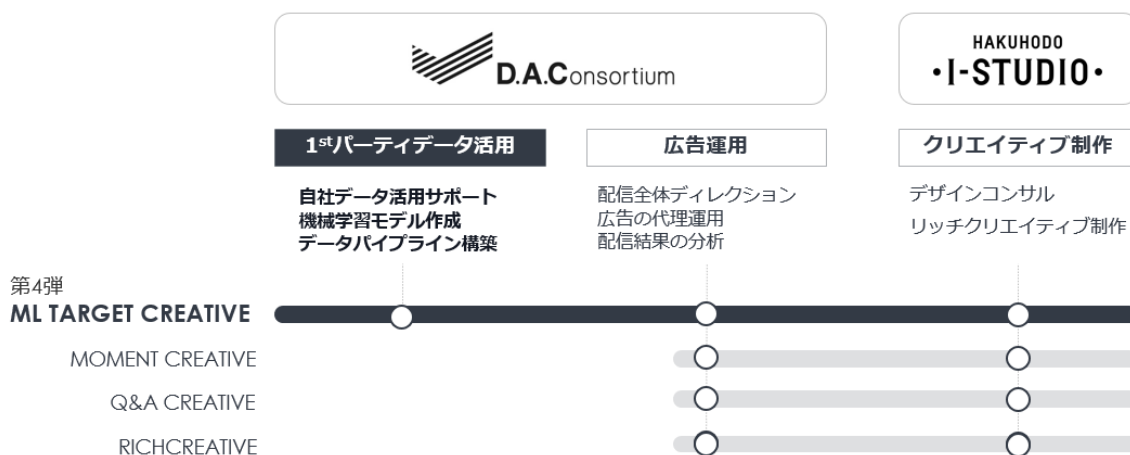 D.A.Consortium
HAKUHODO
・I-STUDIO・
1stパーティデータ活用
広告運用
クリエイティブ制作
自社データ活用サポート
機械学習モデル作成
データパイプライン構築
配信全体ディレクション
広告の代理運用
配信結果の分析
デザインコンサル
リッチクリエイティブ制作
第4弾
ML TARGET CREATIVE
MOMENT CREATIVE
Q&A CREATIVE
RICHCREATIVE